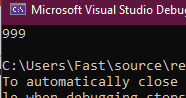 Microsoft Visual Studio Debug
999
C:\Users\Fast\source\re
To automatically close
le when debugging stops